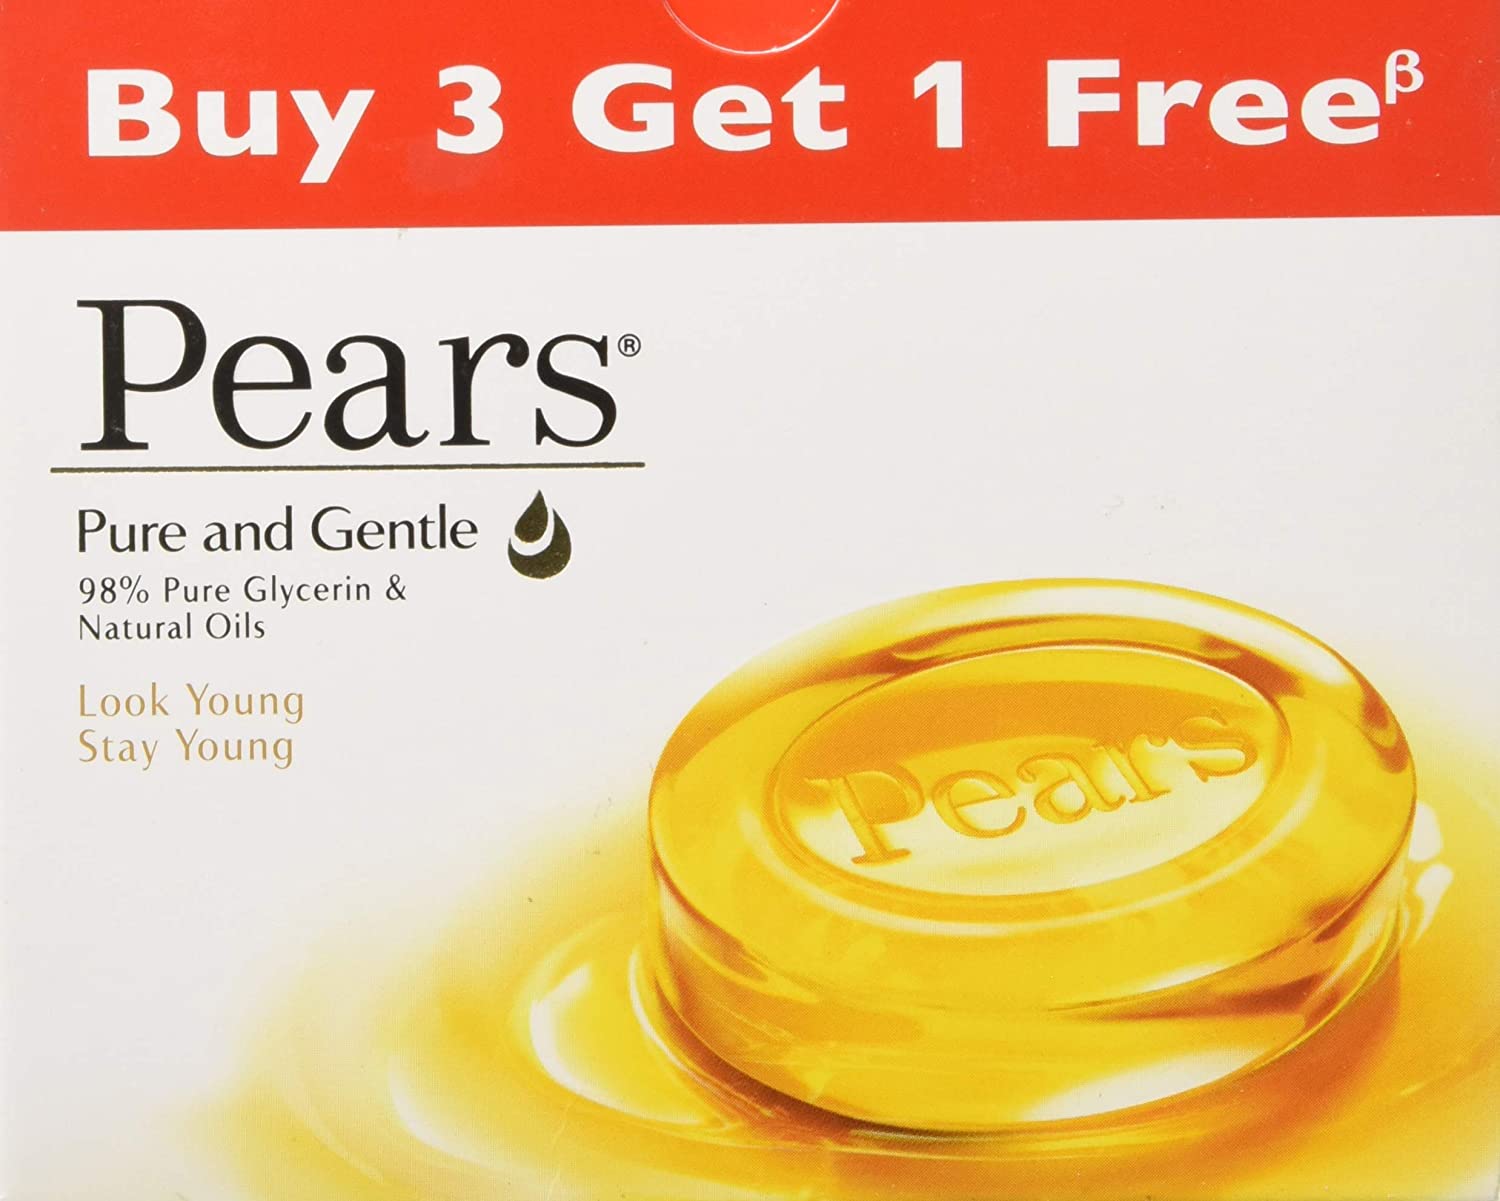 Buy 3 Get 1 Freeᵝ
Pears®
Pure and Gentle
98% Pure Glycerin &
Natural Oils
Look Young
Stay Young
Pears